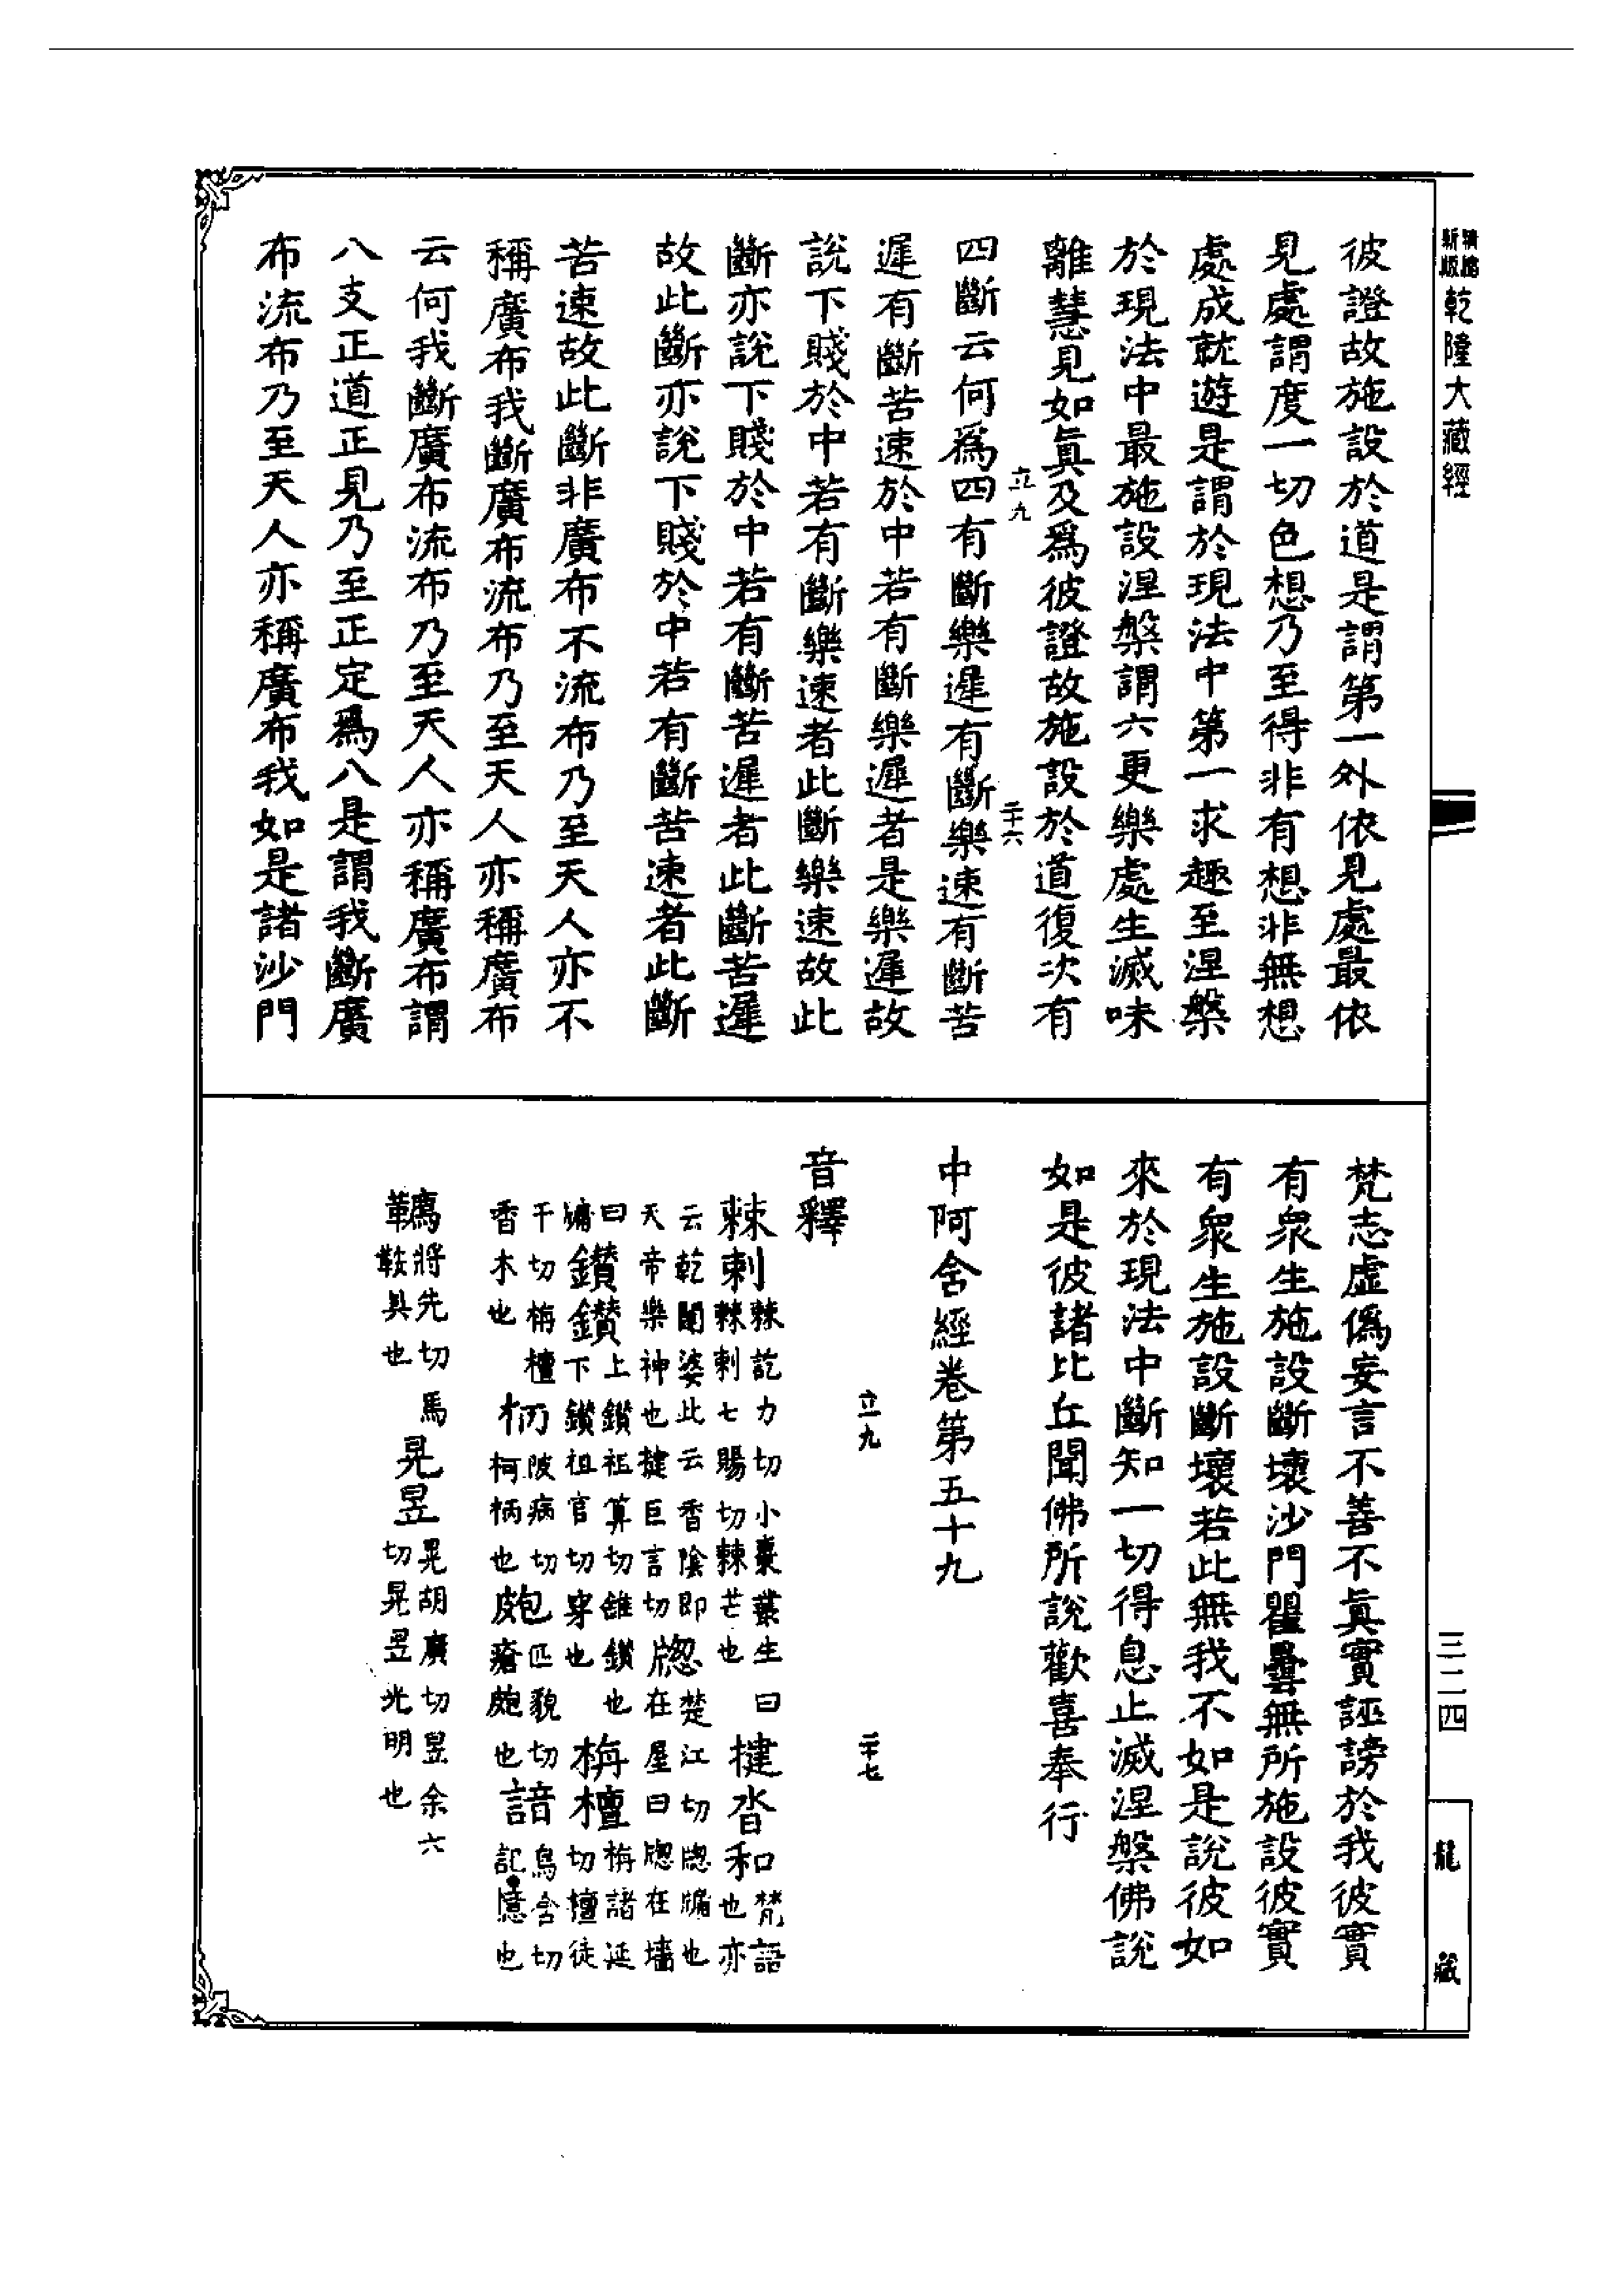 乾隆大藏經
彼證故施設於道是謂第一外依見處最依
見處謂度一切色想乃至得非有想非無想
處成就遊是謂於現法中第一求趣至涅槃
於現法中最施設涅槃謂六更樂處生滅味
離慧見如眞及爲彼證故施設於道復次有
立九
二十六
四斷云何爲四有斷樂遲有斷樂速有斷苦
遲有斷苦速於中若有斷樂遲者是樂遲故
說下賤於中若有斷樂速者此斷樂速故此
斷亦說下賤於中若有斷苦遲者此斷苦遲
故此斷亦說下賤於中若有斷苦速者此斷
苦速故此斷非廣布不流布乃至天人亦不
稱廣布我斷廣布流布乃至天人亦稱廣布
云何我斷廣布流布乃至天人亦稱廣布謂
八支正道正見乃至正定爲八是謂我斷廣
布流布乃至天人亦稱廣布我如是諸沙門
梵志虛僞妄言不善不眞實誣謗於我彼實
有衆生施設斷壞沙門瞿曇無所施設彼實
有衆生施設斷壞若此無我不如是說彼如
來於現法中斷知一切得息止滅涅槃佛說
如是彼諸比丘聞佛所說歡喜奉行
中阿含經卷第五十九
立九
二十七
音釋
棘刺棘訖力切小棗叢生曰棘刺七賜切棘芒也
揵沓和梵語也亦云乾闥婆此云香陰即天帝樂神也揵巨言切
牕楚江切牕牖也在屋曰牕在墻曰牖
鑽鑽上鑽祖算切錐鑽也下鑽祖官切穿也
栴檀栴諸延切檀徒干切栴檀香木也
柄陂病切柯柄也
皰匹貌切瘡皰也
諳烏含切記憶也
韉將先切馬鞍具也
晃昱晃胡廣切昱余六切晃昱光明也
三二四
龍藏